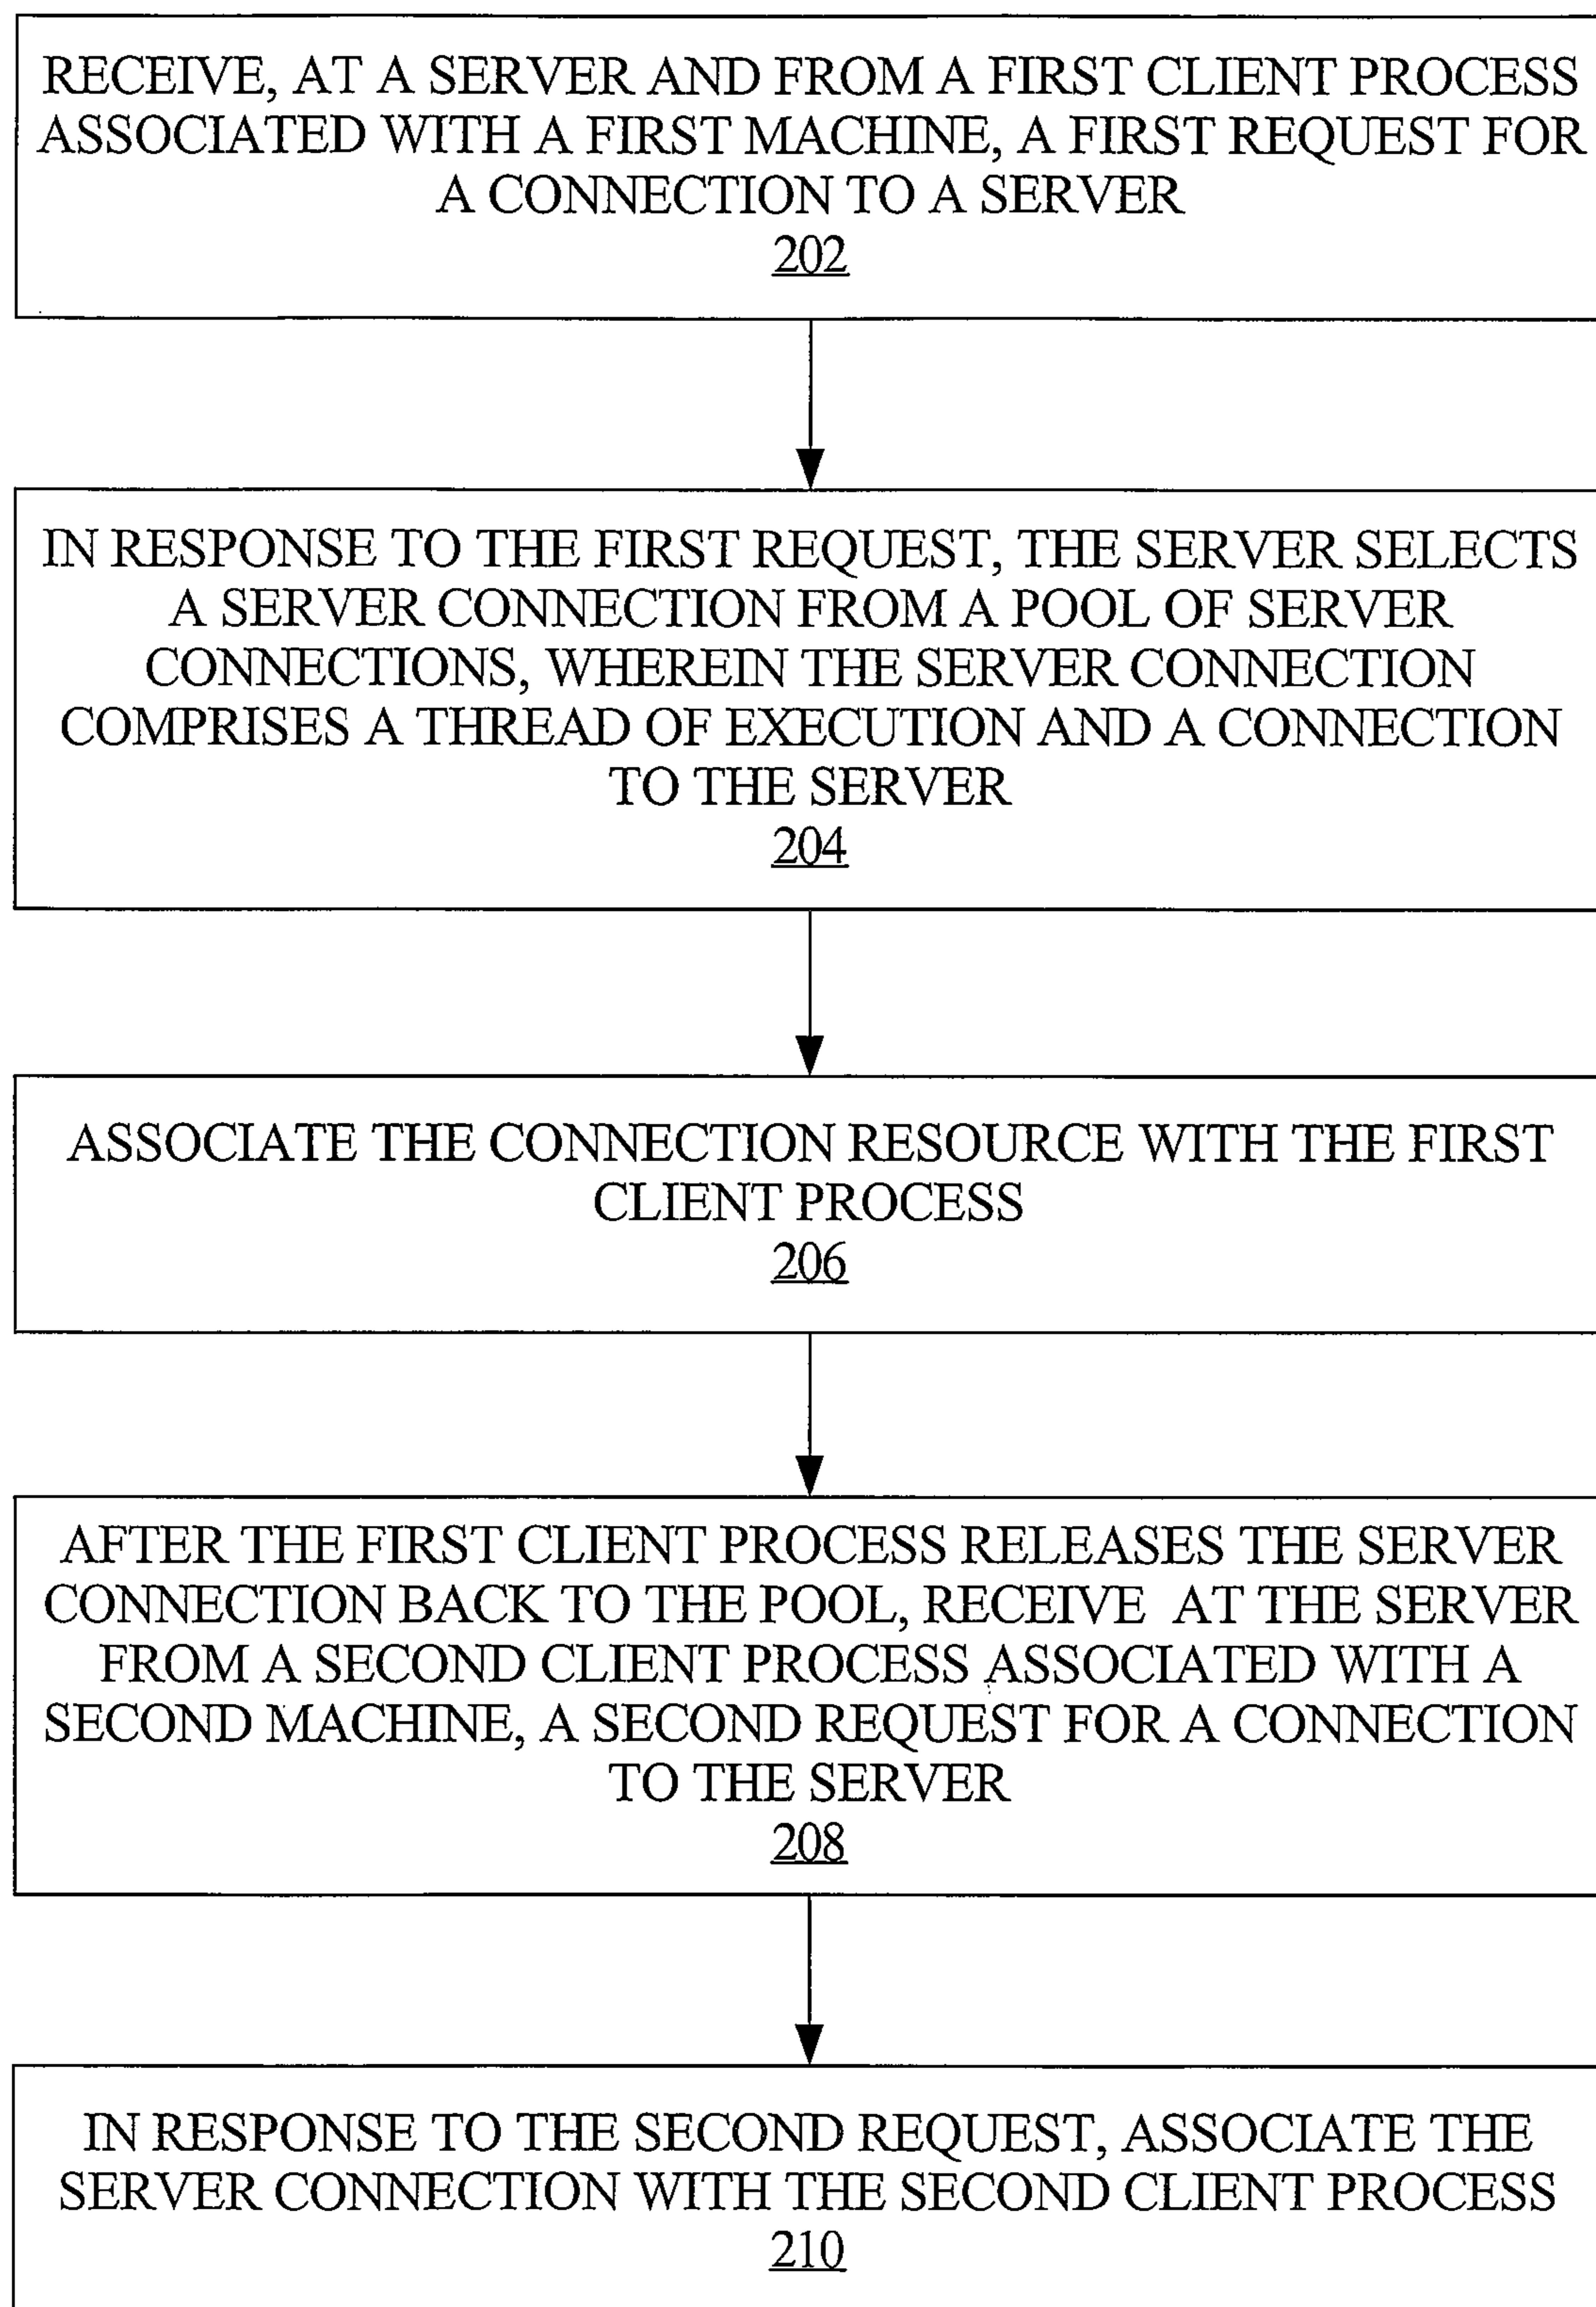 RECEIVE, AT A SERVER AND FROM A FIRST CLIENT PROCESS
ASSOCIATED WITH A FIRST MACHINE, A FIRST REQUEST FOR
A CONNECTION TO A SERVER
202
IN RESPONSE TO THE FIRST REQUEST, THE SERVER SELECTS
A SERVER CONNECTION FROM A POOL OF SERVER
CONNECTIONS, WHEREIN THE SERVER CONNECTION
COMPRISES A THREAD OF EXECUTION AND A CONNECTION
TO THE SERVER
204
ASSOCIATE THE CONNECTION RESOURCE WITH THE FIRST
CLIENT PROCESS
206
AFTER THE FIRST CLIENT PROCESS RELEASES THE SERVER
CONNECTION BACK TO THE POOL, RECEIVE AT THE SERVER
FROM A SECOND CLIENT PROCESS ASSOCIATED WITH A
SECOND MACHINE, A SECOND REQUEST FOR A CONNECTION
TO THE SERVER
208
IN RESPONSE TO THE SECOND REQUEST, ASSOCIATE THE
SERVER CONNECTION WITH THE SECOND CLIENT PROCESS
210